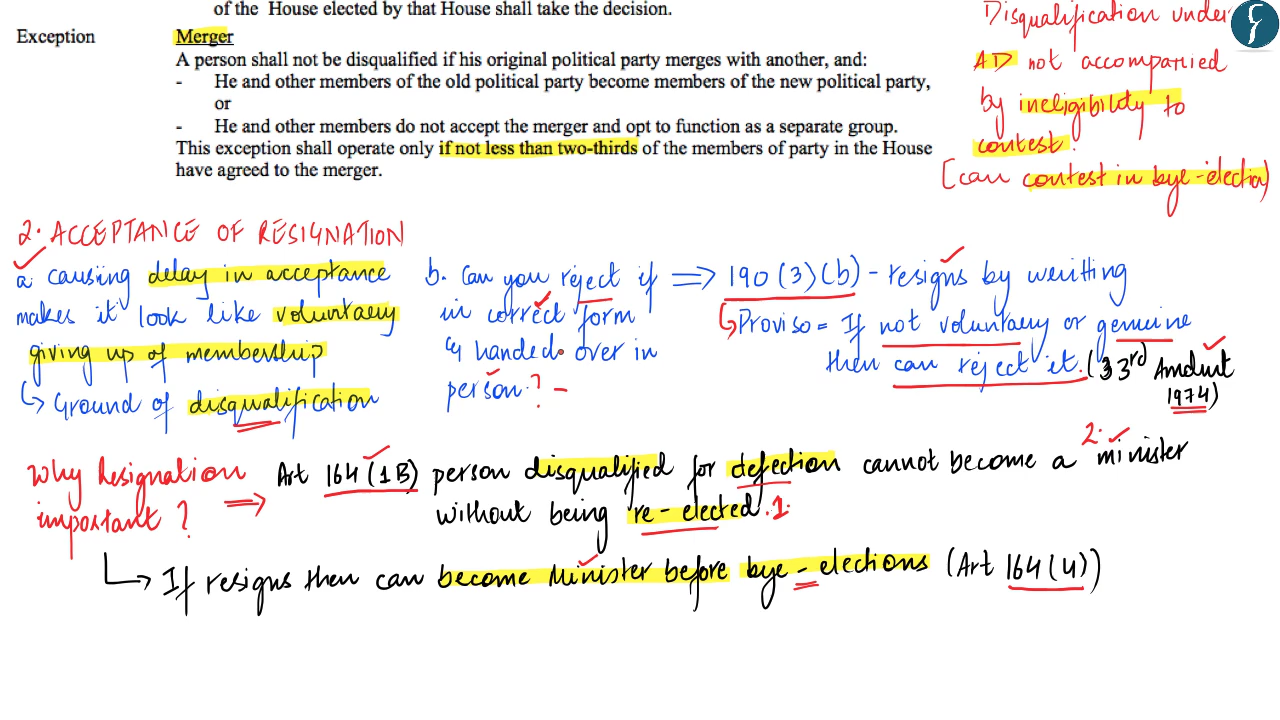 of the House elected by that House shall take the decision.
Exception
Merger
A person shall not be disqualified if his original political party merges with another, and:
- He and other members of the old political party become members of the new political party,
or
- He and other members do not accept the merger and opt to function as a separate group.
This exception shall operate only if not less than two-thirds of the members of party in the House
have agreed to the merger.
Disqualification under
AD not accompanied
by ineligibility to
contest.
[can contest in bye-election)
2. ACCEPTANCE OF RESIGNATION
a. causing delay in acceptance
makes it look like voluntary
giving up of membership
↳ Ground of disqualification
b. Can you reject if
in correct form
↳ handed over in
person?
⇒ 190 (3)(b) - resigns by writting
↳ Proviso = If not voluntary or genuine
then can reject it. (33rd Amdmt
1974)
Why Resignation
important?
⇒ Art 164 (1B) person disqualified for defection cannot become a minister
2.
without being re-elected. 1.
↳ If resigns then can become Minister before bye-elections (Art 164 (4))